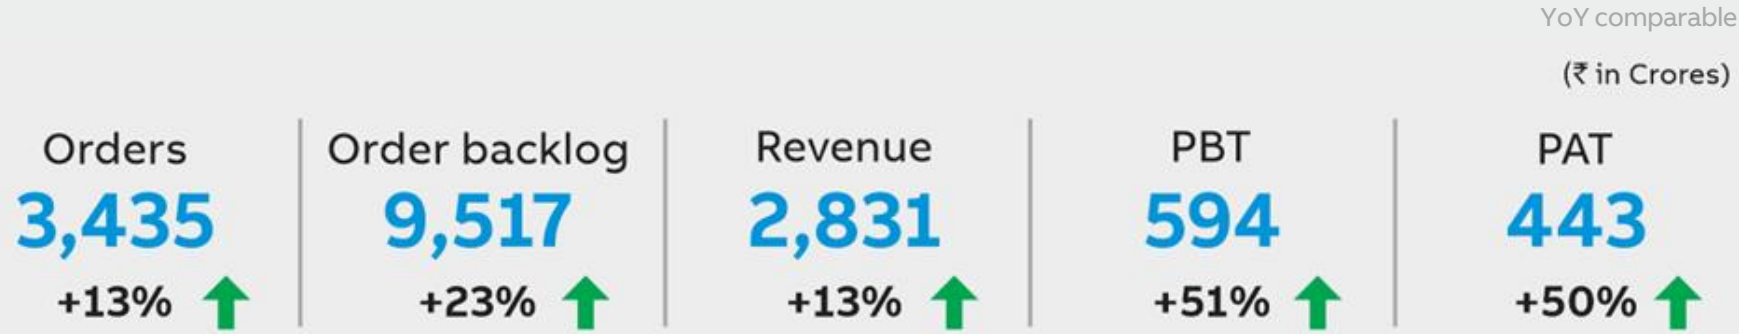 YoY comparable
(₹ in Crores)
Orders
3,435
+13%
Order backlog
9,517
+23%
Revenue
2,831
+13%
PBT
594
+51%
PAT
443
+50%